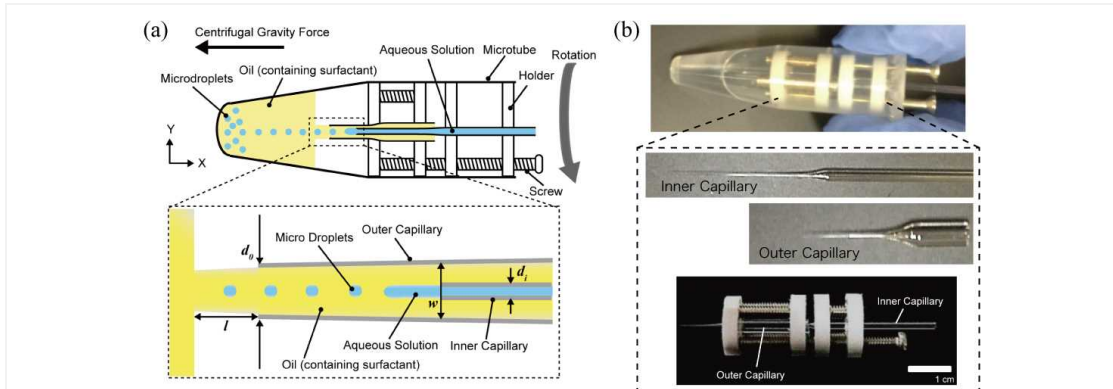 (a)
Centrifugal Gravity Force
Microdroplets
Oil (containing surfactant)
Aqueous Solution
Microtube
Holder
Rotation
Y
X
Screw
Outer Capillary
Micro Droplets
d₀
dᵢ
w
l
Aqueous Solution
Inner Capillary
Oil (containing surfactant)
(b)
Inner Capillary
Outer Capillary
Inner Capillary
Outer Capillary
1 cm